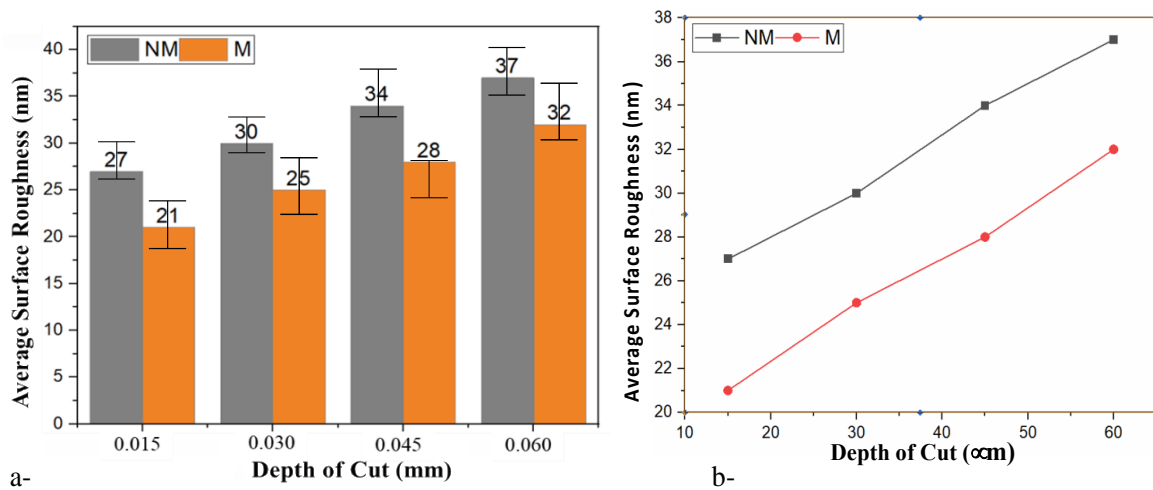 NM M
Average Surface Roughness (nm)
40
35
30
25
20
15
10
5
0
27
21
30
25
34
28
37
32
0.015 0.030 0.045 0.060
Depth of Cut (mm)
a-
NM M
Average Surface Roughness (nm)
38
36
34
32
30
28
26
24
22
20
10 20 30 40 50 60
Depth of Cut (∝m)
b-